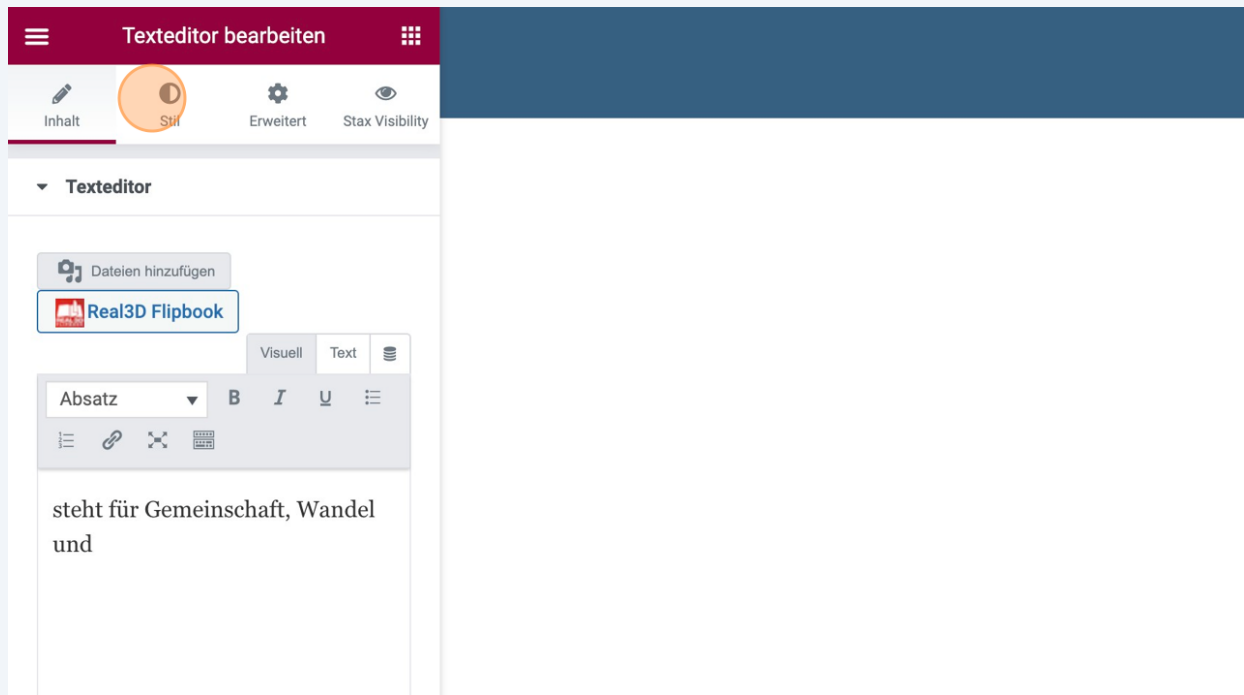 Texteditor bearbeiten
Inhalt
Stil
Erweitert
Stax Visibility
Texteditor
Dateien hinzufügen
Real3D Flipbook
Visuell
Text
Absatz
B I U
steht für Gemeinschaft, Wandel
und